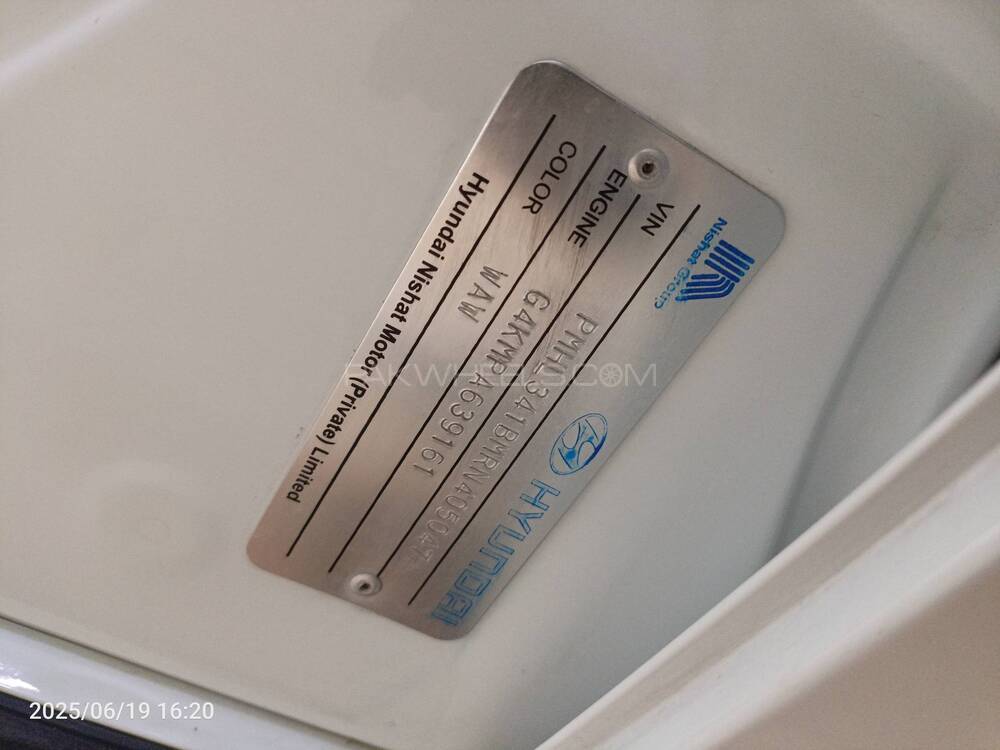 Nishat Group
HYUNDAI
VIN
ENGINE G4KMPA639161
COLOR WAW
Hyundai Nishat Motor (Private) Limited
PAKWHEELS.COM
2025/06/19 16:20